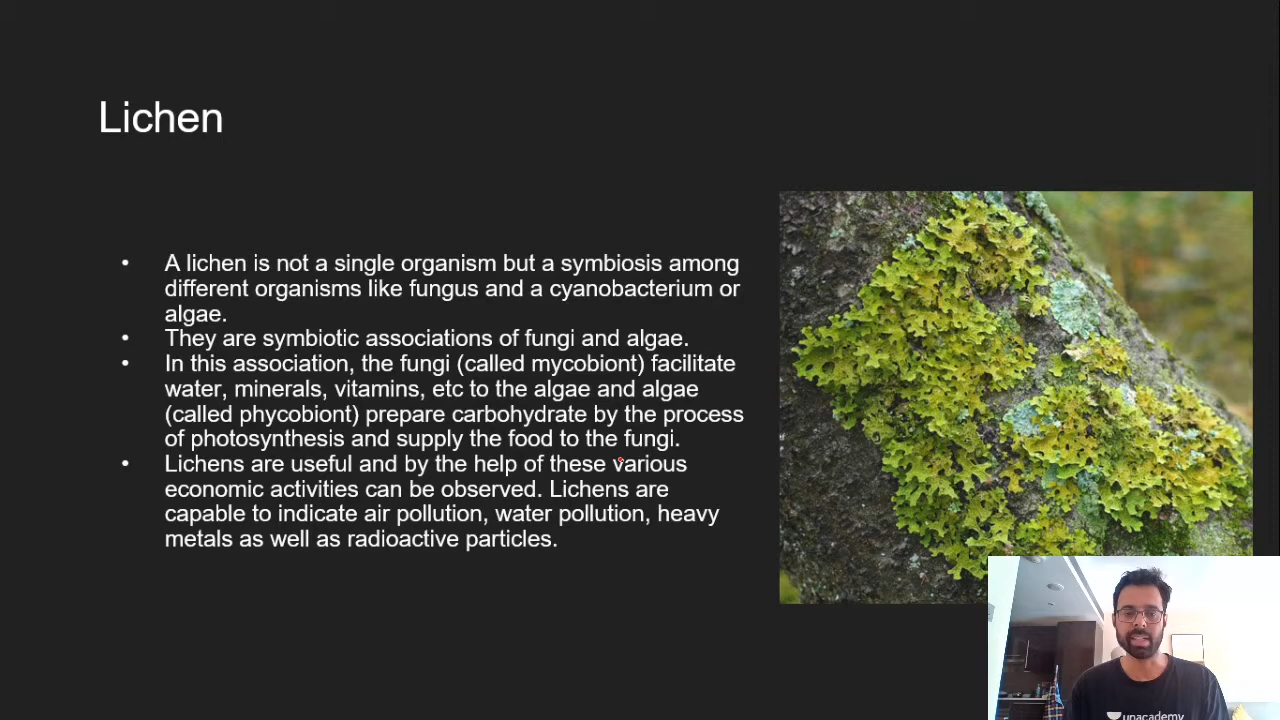 Lichen
• A lichen is not a single organism but a symbiosis among
different organisms like fungus and a cyanobacterium or
algae.
• They are symbiotic associations of fungi and algae.
• In this association, the fungi (called mycobiont) facilitate
water, minerals, vitamins, etc to the algae and algae
(called phycobiont) prepare carbohydrate by the process
of photosynthesis and supply the food to the fungi.
• Lichens are useful and by the help of these various
economic activities can be observed. Lichens are
capable to indicate air pollution, water pollution, heavy
metals as well as radioactive particles.
unacademy